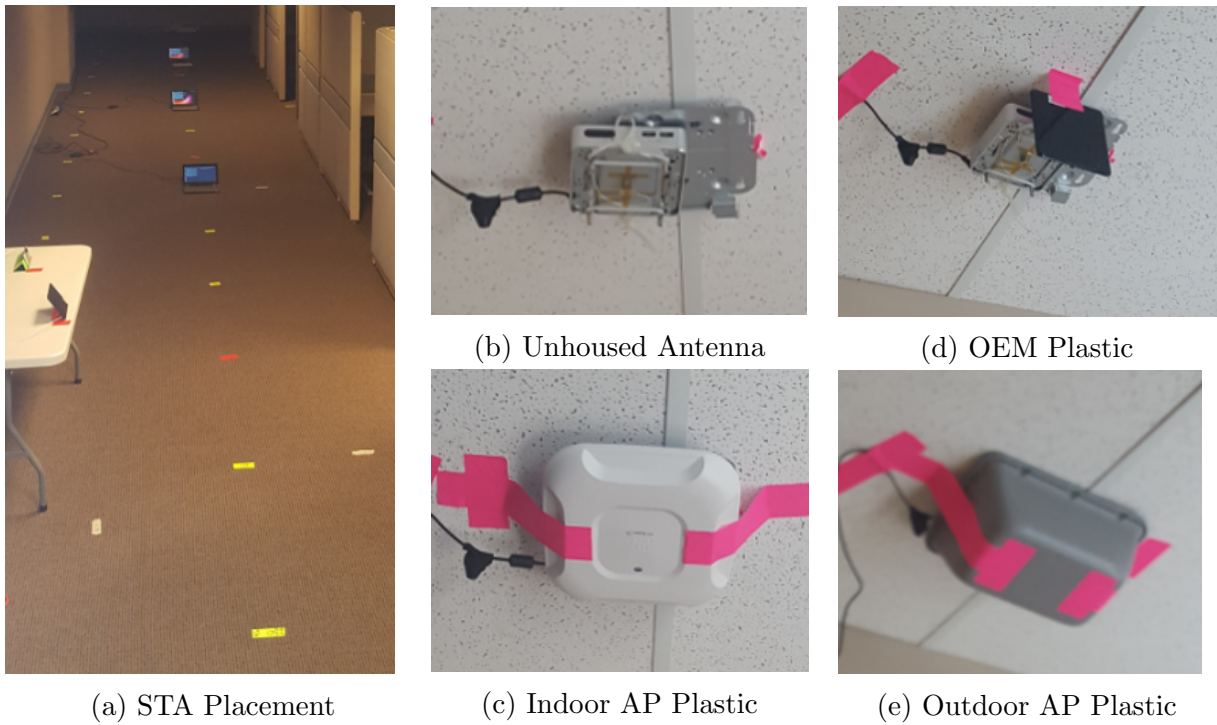 (b) Unhoused Antenna
(d) OEM Plastic
(a) STA Placement
(c) Indoor AP Plastic
(e) Outdoor AP Plastic